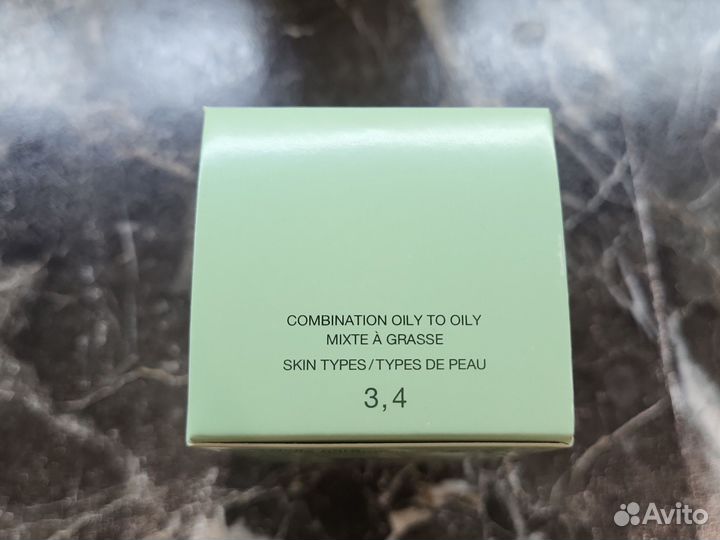 COMBINATION OILY TO OILY
MIXTE À GRASSE
SKIN TYPES/TYPES DE PEAU
3,4
Avito